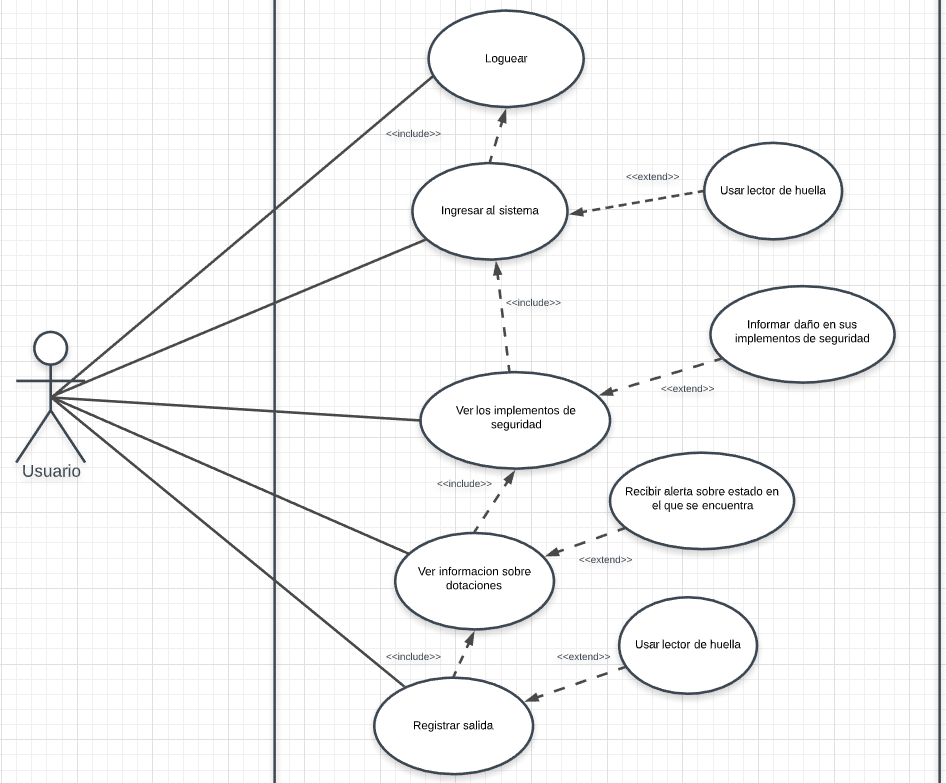 Loguear
<<include>>
<<extend>>
Usar lector de huella
Ingresar al sistema
<<include>>
Informar daño en sus
implementos de seguridad
<<extend>>
Ver los implementos de
seguridad
Usuario
<<include>>
Recibir alerta sobre estado en
el que se encuentra
<<extend>>
Ver informacion sobre
dotaciones
<<include>>
<<extend>>
Usar lector de huella
Registrar salida